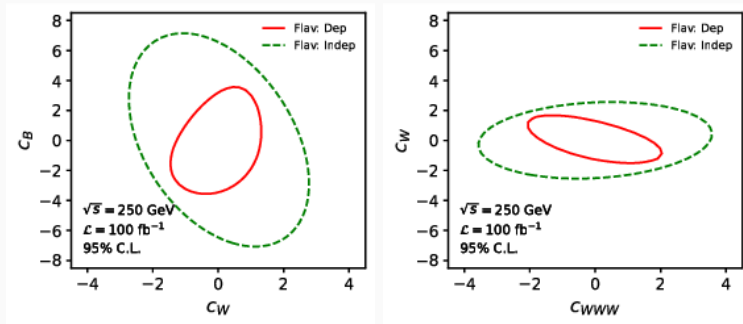 Flav: Dep
Flav: Indep
8
6
4
2
0
−2
−4
−6
−8
c_B
√s = 250 GeV
ℒ = 100 fb⁻¹
95% C.L.
−4 −2 0 2 4
c_W
Flav: Dep
Flav: Indep
8
6
4
2
0
−2
−4
−6
−8
c_W
√s = 250 GeV
ℒ = 100 fb⁻¹
95% C.L.
−4 −2 0 2 4
c_WWW